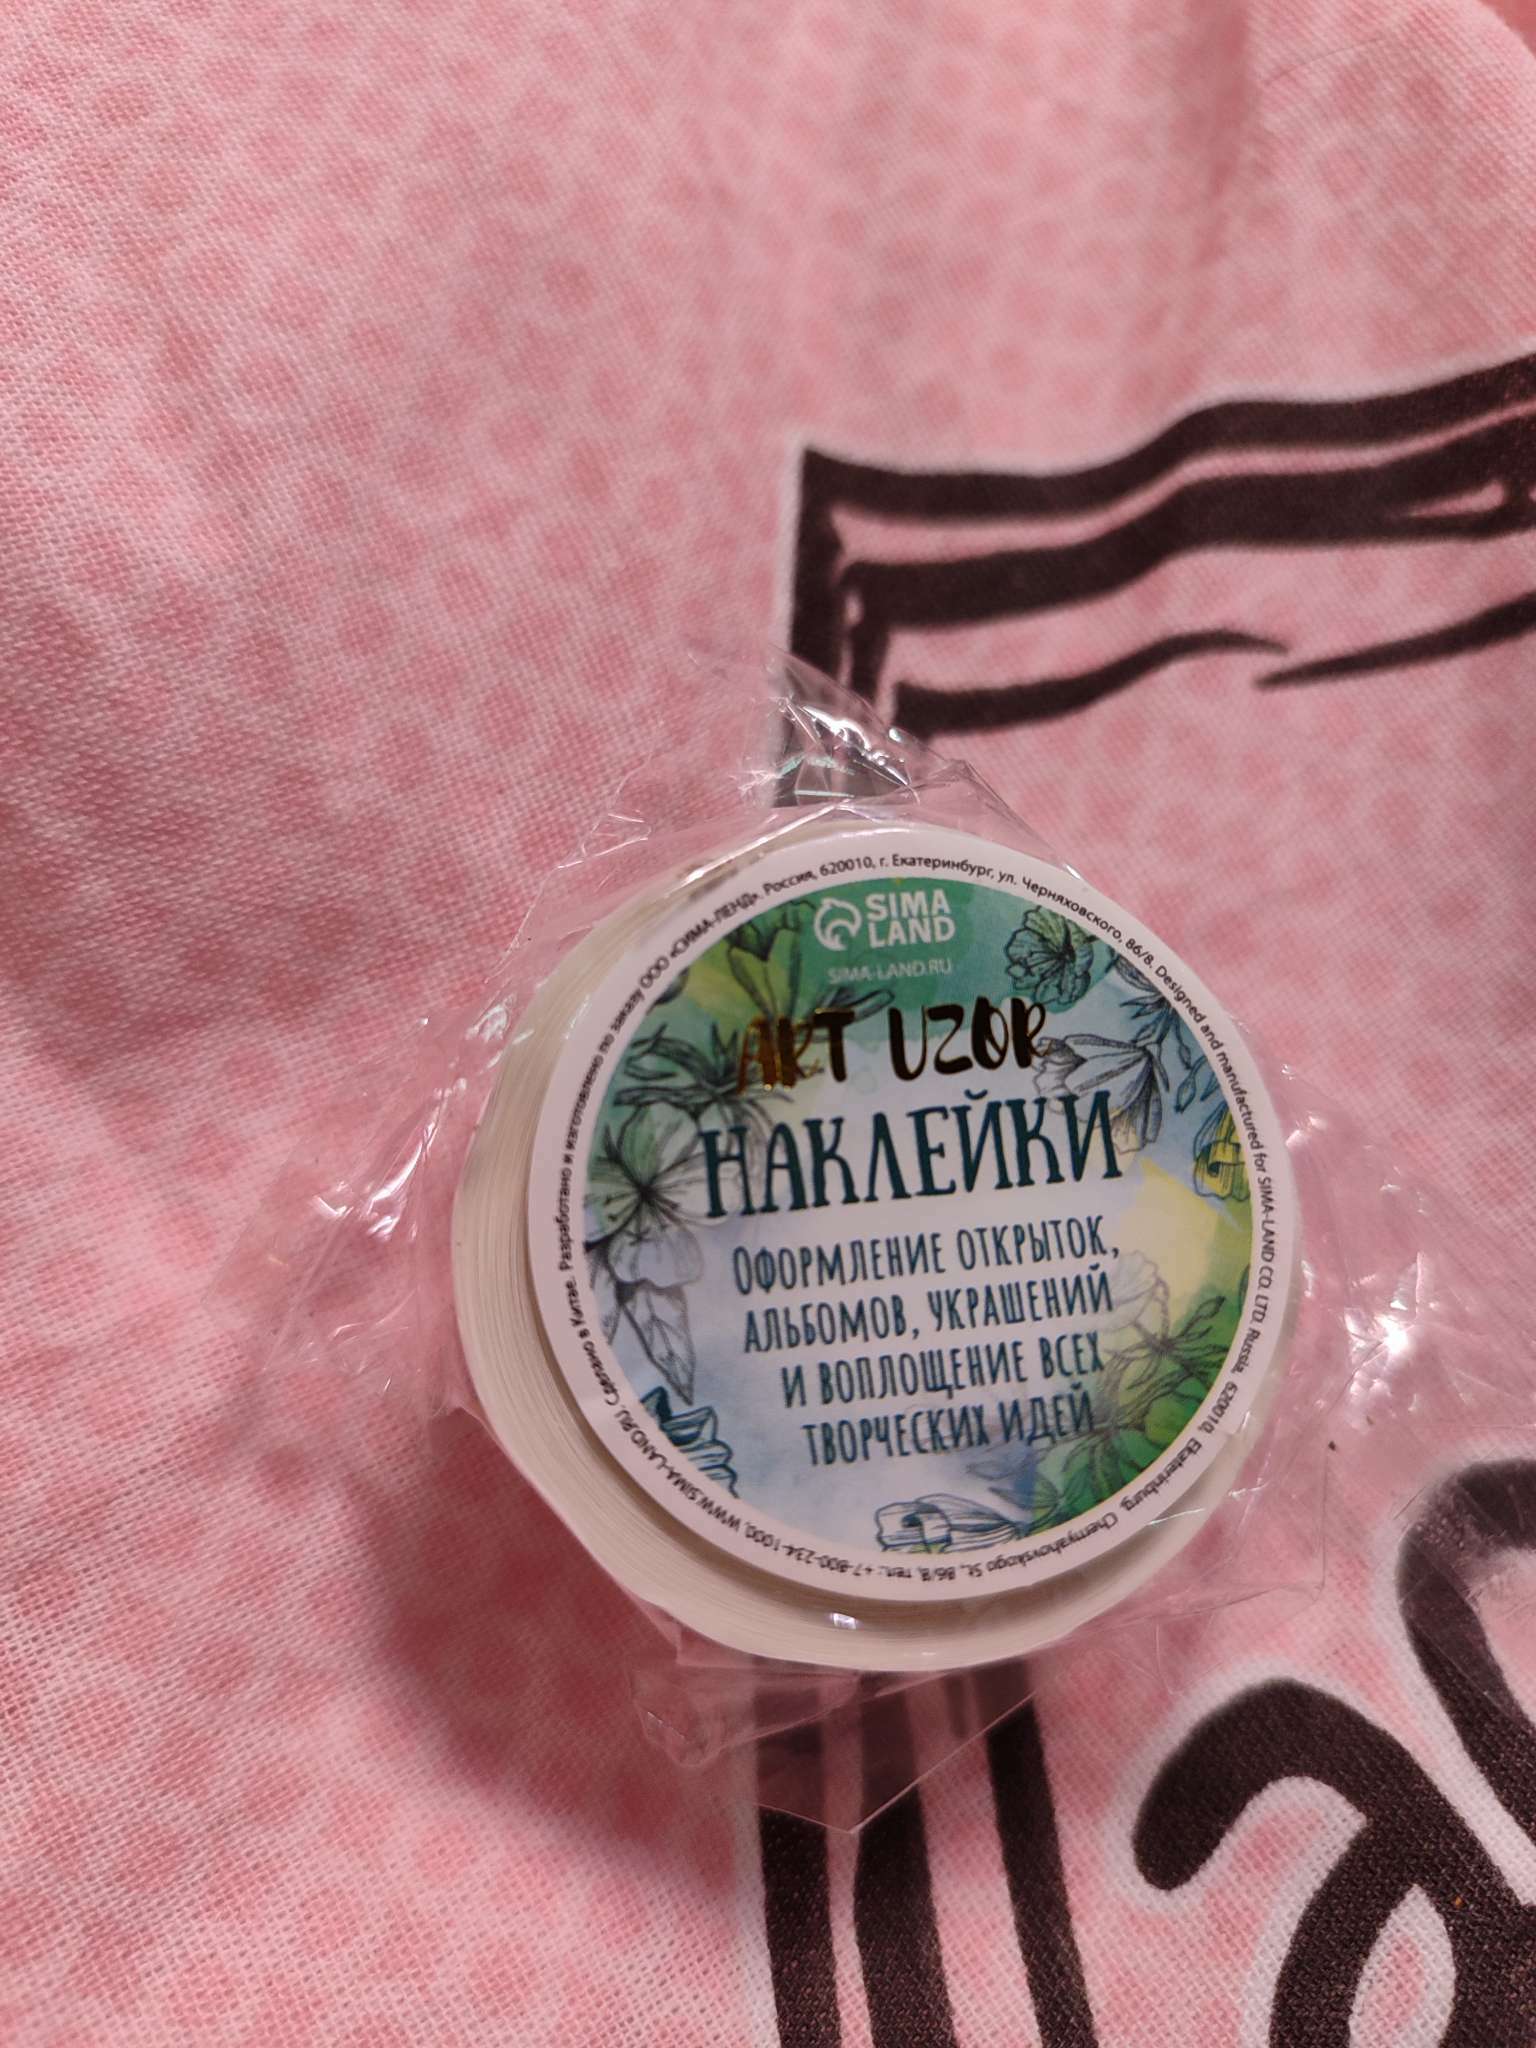 SIMA
LAND
SIMA-LAND.RU
ART UZOR
НАКЛЕЙКИ
ОФОРМЛЕНИЕ ОТКРЫТОК,
АЛЬБОМОВ, УКРАШЕНИЙ
И ВОПЛОЩЕНИЕ ВСЕХ
ТВОРЧЕСКИХ ИДЕЙ
Разработано и изготовлено по заказу ООО «СИМА-ЛЕНД». Россия, 620010, г. Екатеринбург, ул. Черняховского, 86/8. Designed and manufactured for SIMA-LAND CO. LTD. Russia, 620010, Ekaterinburg, Chernyahovskogo St., 86/8, тел.: +7-800-234-1000, WWW.SIMA-LAND.RU. Сделано в Китае.